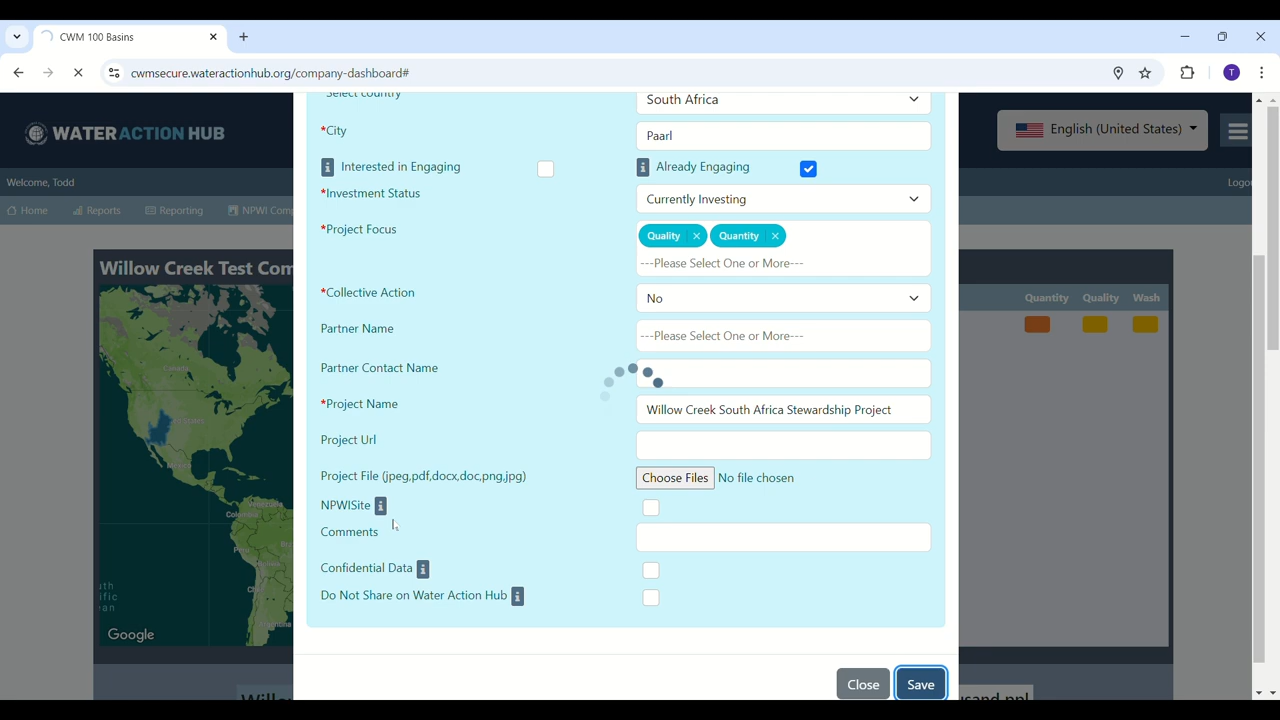 CWM 100 Basins
cwmsecure.wateractionhub.org/company-dashboard#
T
WATER ACTION HUB
English (United States)
Welcome, Todd
Home
Reports
Reporting
Select country
South Africa
*City
Paarl
Interested in Engaging
Already Engaging
*Investment Status
Currently Investing
*Project Focus
Quality × Quantity ×
---Please Select One or More---
*Collective Action
No
Partner Name
---Please Select One or More---
Partner Contact Name
*Project Name
Willow Creek South Africa Stewardship Project
Project Url
Project File (jpeg,pdf,docx,doc,png,jpg)
Choose Files No file chosen
NPWISite
Comments
Confidential Data
Do Not Share on Water Action Hub
Close
Save
Willow Creek Test
Quantity Quality Wash
Canada
Mexico
Google